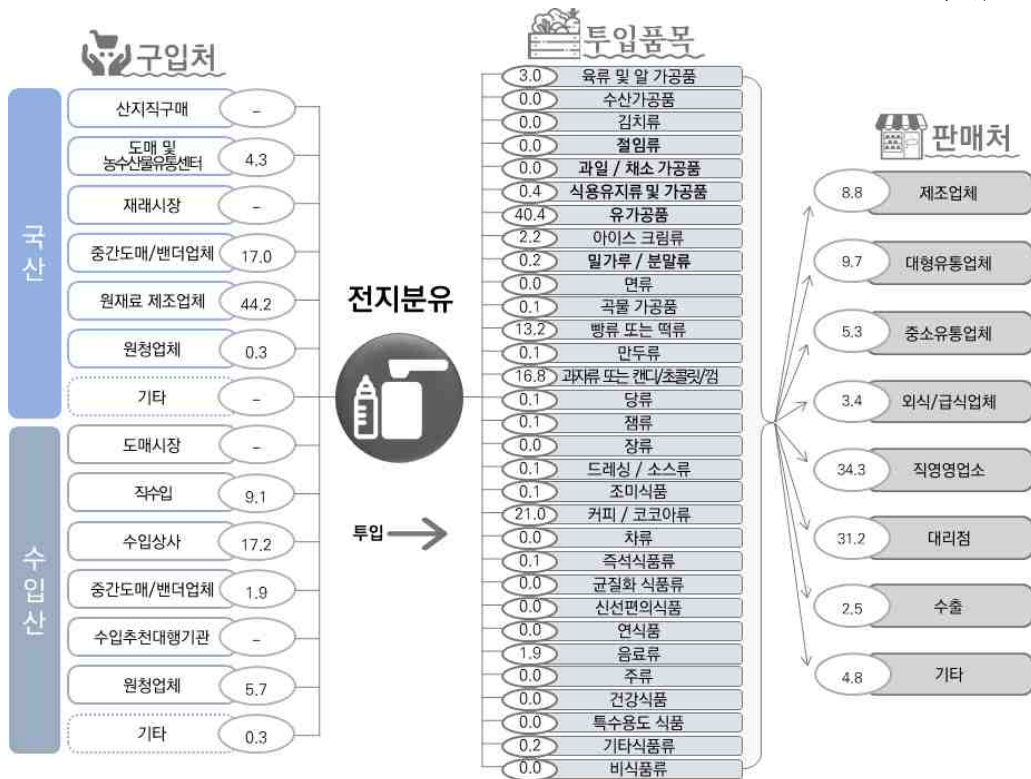 구입처
국산
산지직구매 -
도매 및
농수산물유통센터 4.3
재래시장 -
중간도매/밴더업체 17.0
원재료 제조업체 44.2
원청업체 0.3
기타 -
수입산
도매시장 -
직수입 9.1
수입상사 17.2
중간도매/밴더업체 1.9
수입추천대행기관 -
원청업체 5.7
기타 0.3
전지분유
투입
투입품목
3.0 육류 및 알 가공품
0.0 수산가공품
0.0 김치류
0.0 절임류
0.0 과일 / 채소 가공품
0.4 식용유지류 및 가공품
40.4 유가공품
2.2 아이스 크림류
0.2 밀가루 / 분말류
0.0 면류
0.1 곡물 가공품
13.2 빵류 또는 떡류
0.1 만두류
16.8 과자류 또는 캔디/초콜릿/껌
0.1 당류
0.1 잼류
0.0 장류
0.1 드레싱 / 소스류
0.1 조미식품
21.0 커피 / 코코아류
0.0 차류
0.1 즉석식품류
0.0 균질화 식품류
0.0 신선편의식품
0.0 연식품
1.9 음료류
0.0 주류
0.0 건강식품
0.0 특수용도 식품
0.2 기타식품류
0.0 비식품류
판매처
8.8 제조업체
9.7 대형유통업체
5.3 중소유통업체
3.4 외식/급식업체
34.3 직영영업소
31.2 대리점
2.5 수출
4.8 기타